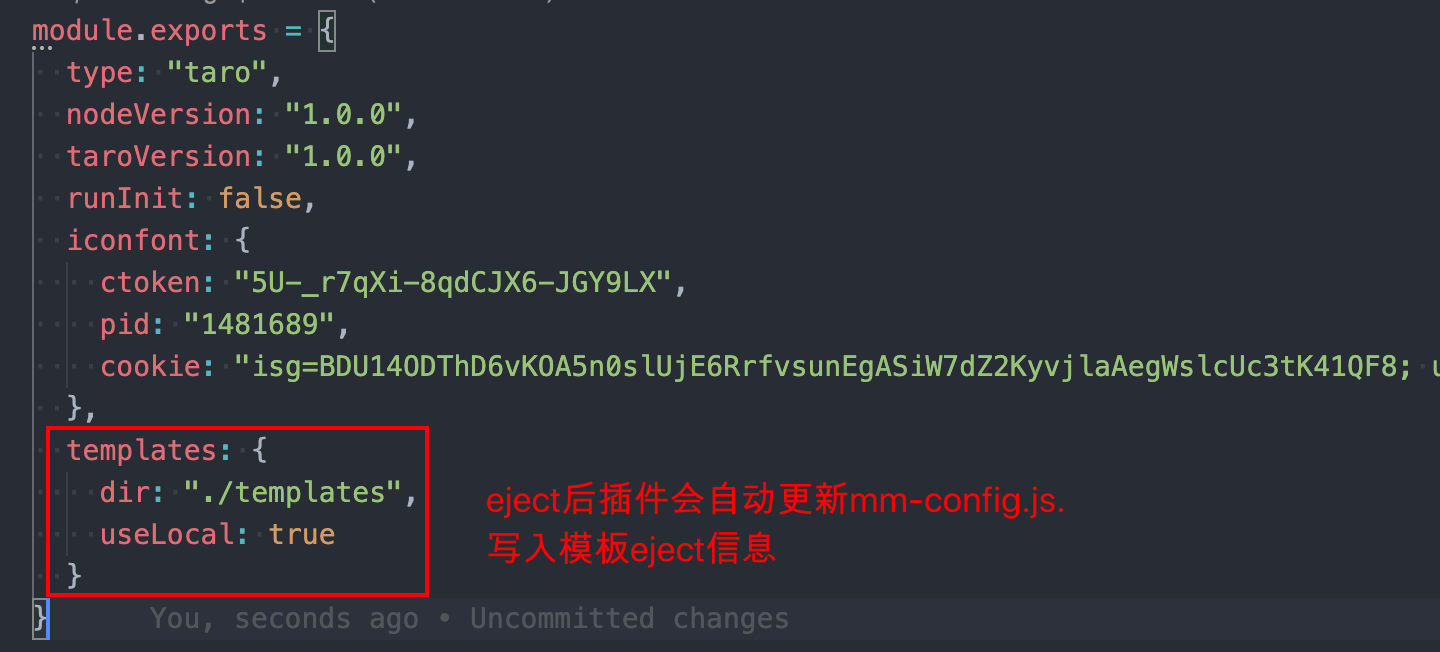 module.exports = {
type: "taro",
nodeVersion: "1.0.0",
taroVersion: "1.0.0",
runInit: false,
iconfont: {
ctoken: "5U-_r7qXi-8qdCJX6-JGY9LX",
pid: "1481689",
cookie: "isg=BDU14ODThD6vKOA5n0slUjE6RrfvsunEgASiW7dZ2KyvjlaAegWslcUc3tK41QF8;
},
templates: {
dir: "./templates",
useLocal: true
}
eject后插件会自动更新mm-config.js.
写入模板eject信息
} You, seconds ago • Uncommitted changes